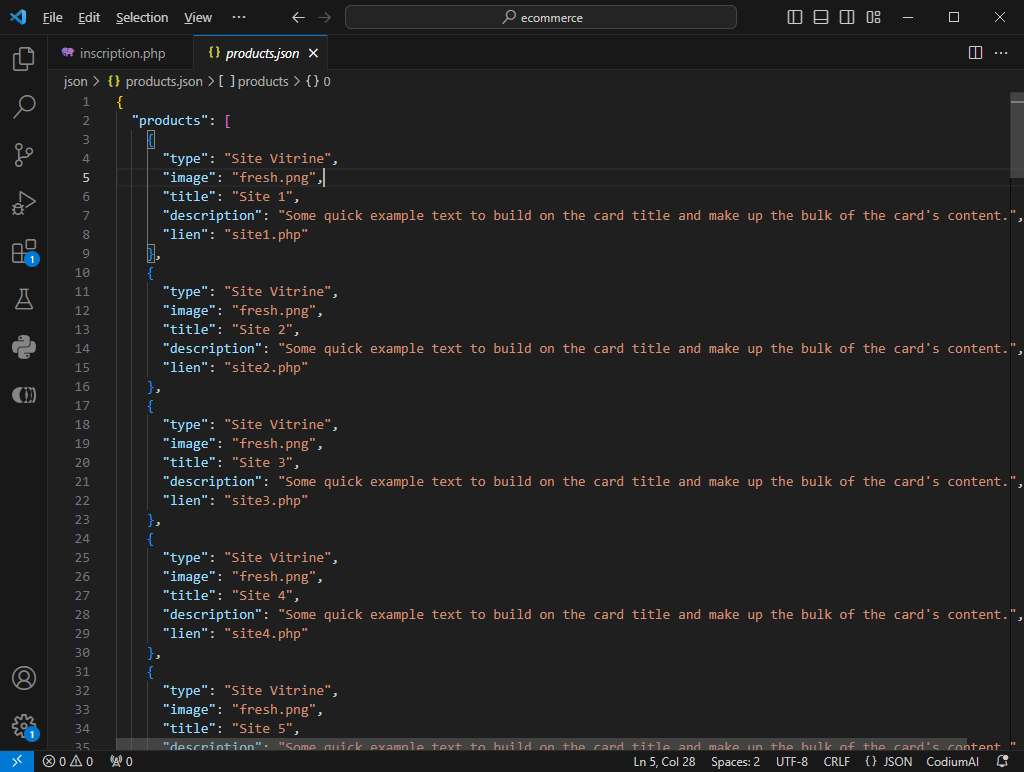 File Edit Selection View ··· ecommerce
inscription.php {} products.json
json > {} products.json > [ ] products > {} 0
1 {
2 "products": [
3 {
4 "type": "Site Vitrine",
5 "image": "fresh.png",
6 "title": "Site 1",
7 "description": "Some quick example text to build on the card title and make up the bulk of the card's content.",
8 "lien": "site1.php"
9 },
10 {
11 "type": "Site Vitrine",
12 "image": "fresh.png",
13 "title": "Site 2",
14 "description": "Some quick example text to build on the card title and make up the bulk of the card's content.",
15 "lien": "site2.php"
16 },
17 {
18 "type": "Site Vitrine",
19 "image": "fresh.png",
20 "title": "Site 3",
21 "description": "Some quick example text to build on the card title and make up the bulk of the card's content.",
22 "lien": "site3.php"
23 },
24 {
25 "type": "Site Vitrine",
26 "image": "fresh.png",
27 "title": "Site 4",
28 "description": "Some quick example text to build on the card title and make up the bulk of the card's content.",
29 "lien": "site4.php"
30 },
31 {
32 "type": "Site Vitrine",
33 "image": "fresh.png",
34 "title": "Site 5",
35 "description": "Some quick example text to build on the card title and make up the bulk of the card's content."
1
1
0 0 0 Ln 5, Col 28 Spaces: 2 UTF-8 CRLF {} JSON CodiumAI